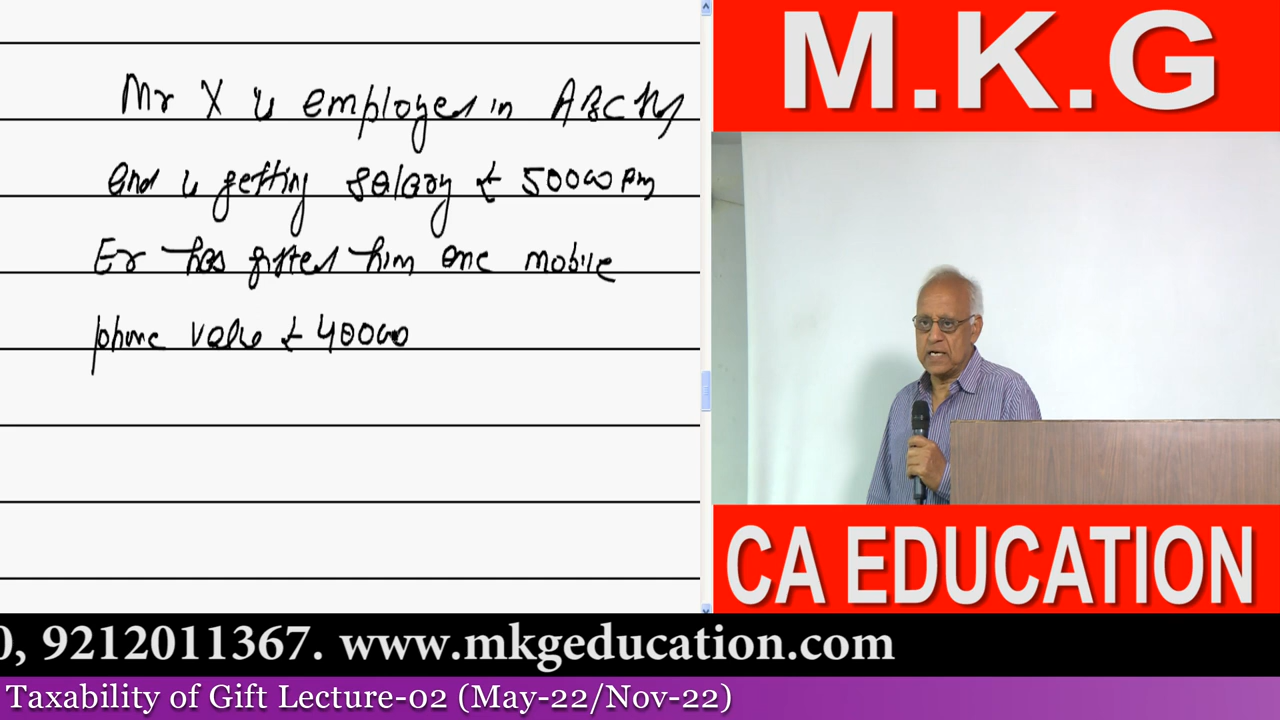 Mr X is employed in ABC Ltd
and is getting salary ₹ 50000 Pm
Er has gifted him one mobile
phone value ₹ 40000
M.K.G
CA EDUCATION
0, 9212011367. www.mkgeducation.com
Taxability of Gift Lecture-02 (May-22/Nov-22)